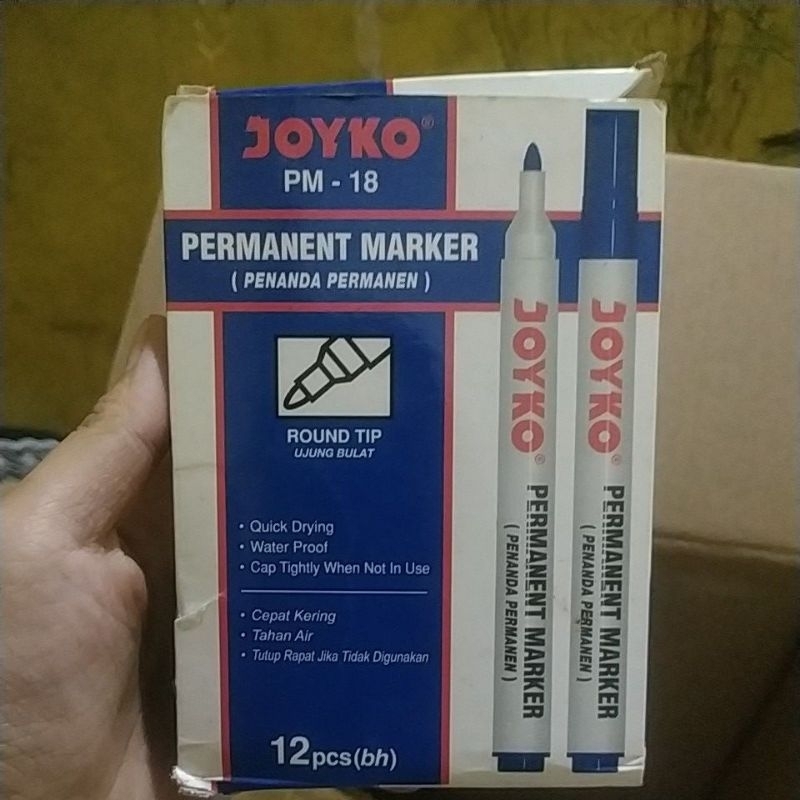 JOYKO®
PM - 18
PERMANENT MARKER
( PENANDA PERMANEN )
ROUND TIP
UJUNG BULAT
• Quick Drying
• Water Proof
• Cap Tightly When Not In Use
• Cepat Kering
• Tahan Air
• Tutup Rapat Jika Tidak Digunakan
12pcs(bh)
JOYKO®
PERMANENT MARKER
( PENANDA PERMANEN )
JOYKO®
PERMANENT MARKER
( PENANDA PERMANEN )